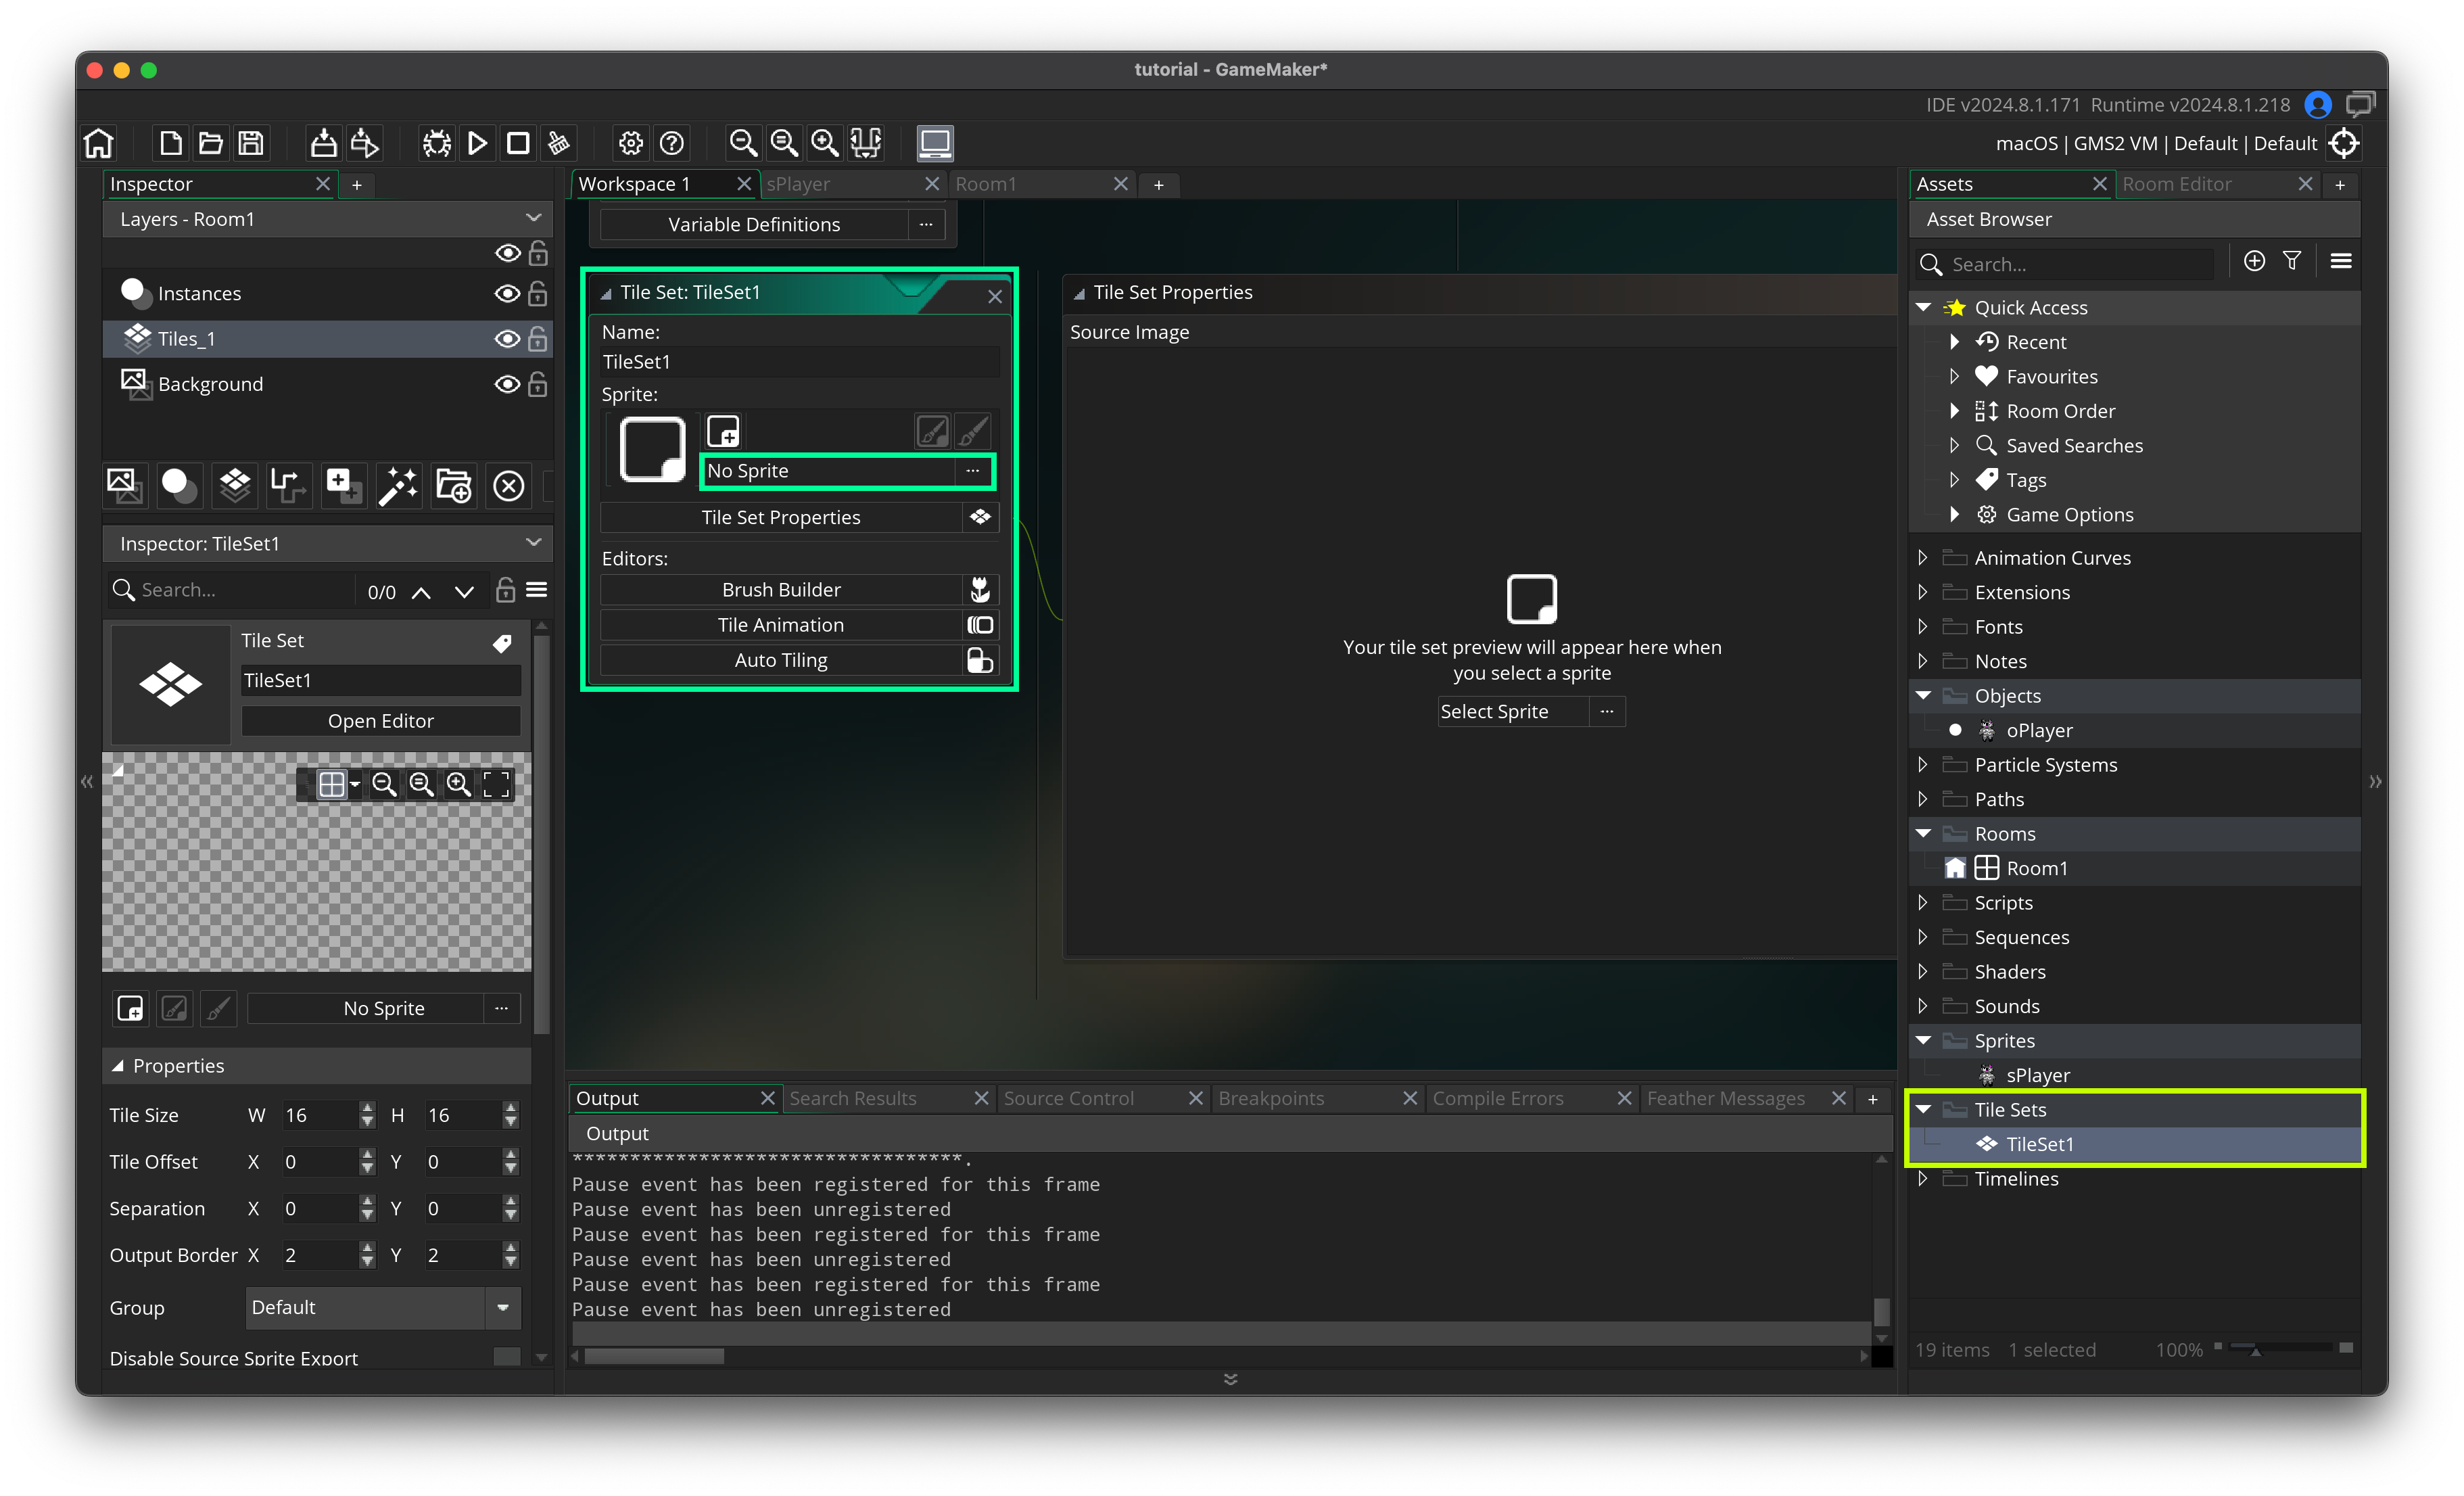 tutorial - GameMaker*
IDE v2024.8.1.171 Runtime v2024.8.1.218
macOS | GMS2 VM | Default | Default
Inspector
Layers - Room1
Instances
Tiles_1
Background
Inspector: TileSet1
Search...
0/0
Tile Set
TileSet1
Open Editor
No Sprite
...
Properties
Tile Size W 16 H 16
Tile Offset X 0 Y 0
Separation X 0 Y 0
Output Border X 2 Y 2
Group Default
Disable Source Sprite Export
Workspace 1
sPlayer
Room1
Variable Definitions
...
Tile Set: TileSet1
Name:
TileSet1
Sprite:
No Sprite
...
Tile Set Properties
Editors:
Brush Builder
Tile Animation
Auto Tiling
Tile Set Properties
Source Image
Your tile set preview will appear here when
you select a sprite
Select Sprite
...
Output
Search Results
Source Control
Breakpoints
Compile Errors
Feather Messages
Output
**********************************.
Pause event has been registered for this frame
Pause event has been unregistered
Pause event has been registered for this frame
Pause event has been unregistered
Pause event has been registered for this frame
Pause event has been unregistered
Assets
Room Editor
Asset Browser
Search...
Quick Access
Recent
Favourites
Room Order
Saved Searches
Tags
Game Options
Animation Curves
Extensions
Fonts
Notes
Objects
oPlayer
Particle Systems
Paths
Rooms
Room1
Scripts
Sequences
Shaders
Sounds
Sprites
sPlayer
Tile Sets
TileSet1
Timelines
19 items 1 selected 100%